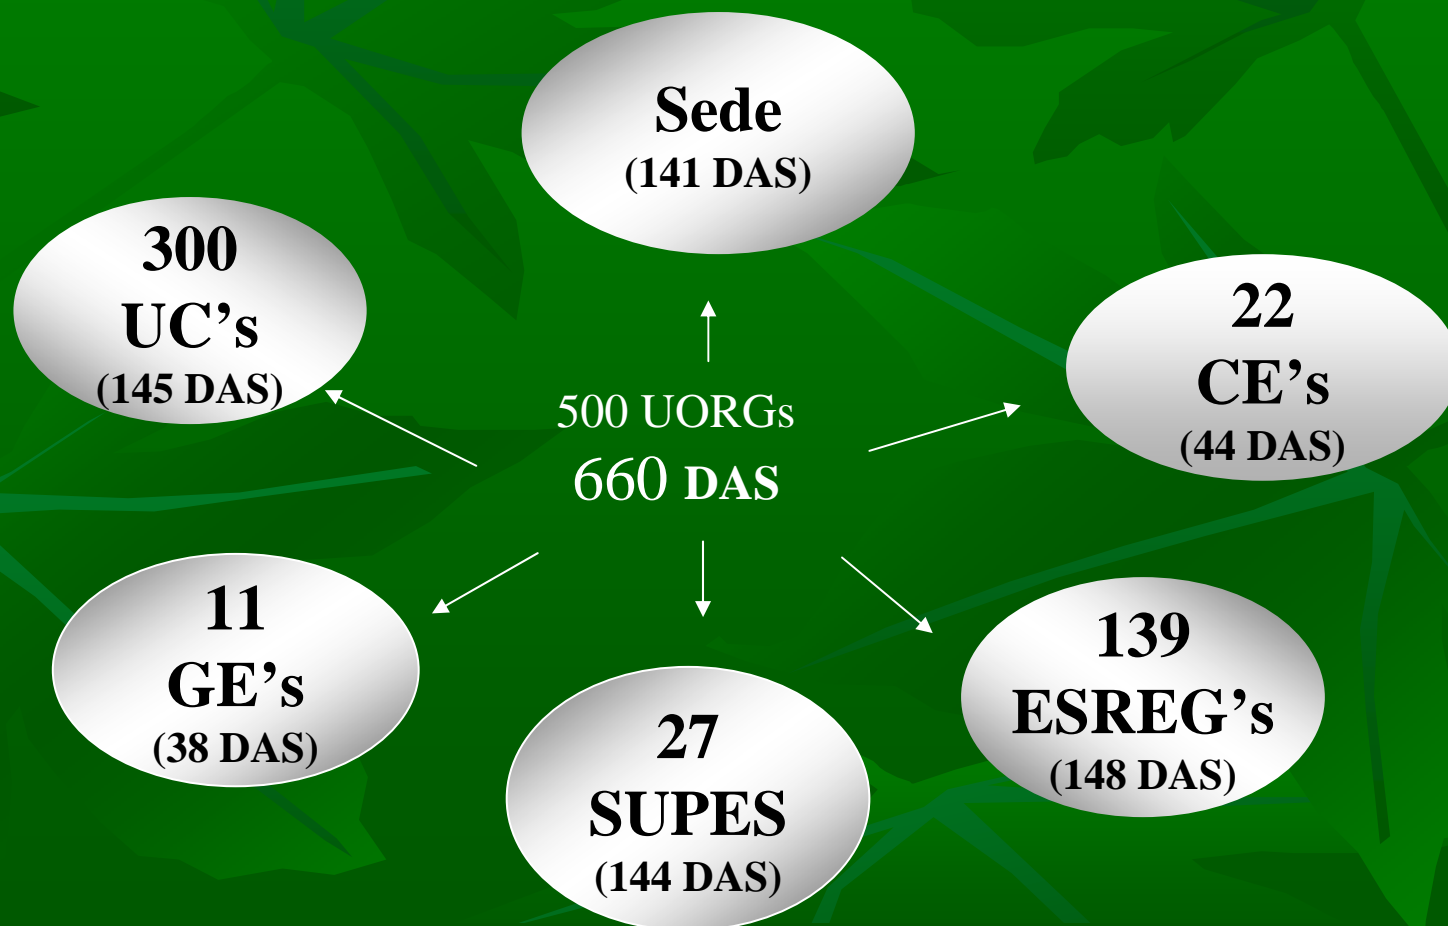 Sede
(141 DAS)
300
UC’s
(145 DAS)
22
CE’s
(44 DAS)
500 UORGs
660 DAS
11
GE’s
(38 DAS)
27
SUPES
(144 DAS)
139
ESREG’s
(148 DAS)